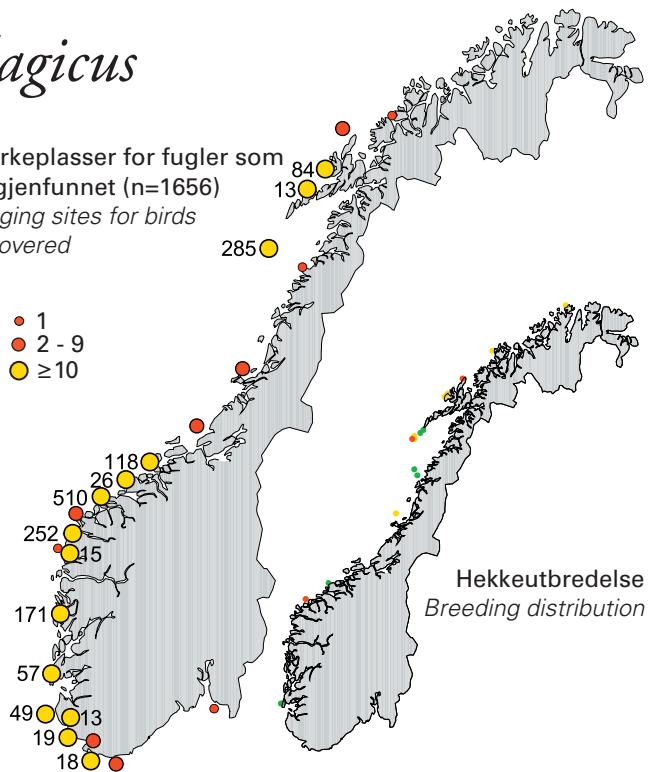 lagicus
rkeplasser for fugler som
gjenfunnet (n=1656)
ging sites for birds
overed
1
2 - 9
≥10
84
13
285
118
26
510
252
15
171
57
49
13
19
18
Hekkeutbredelse
Breeding distribution